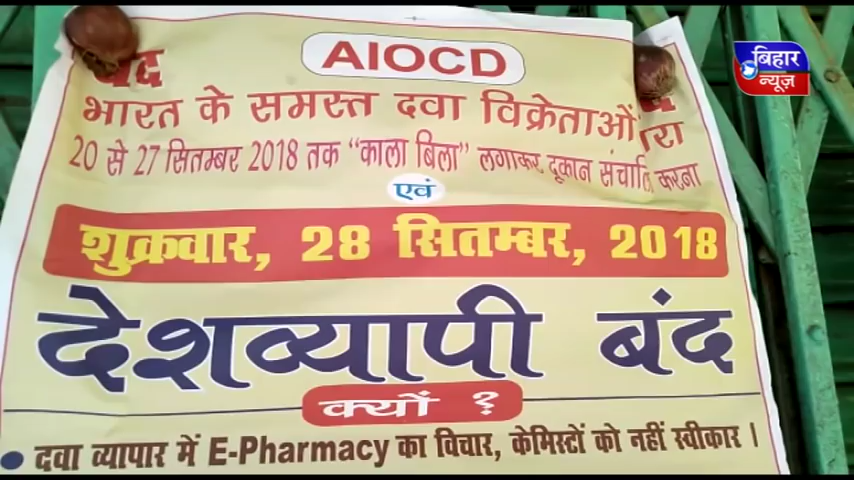 बंद
AIOCD
बिहार
न्यूज़
भारत के समस्त दवा विक्रेताओं
20 से 27 सितम्बर 2018 तक “काला बिला” लगाकर दूकान संचालि करना
एवं
शुक्रवार, 28 सितम्बर, 2018
देशव्यापी बंद
क्यों ?
• दवा व्यापार में E-Pharmacy का विचार, केमिस्टों को नहीं स्वीकार ।